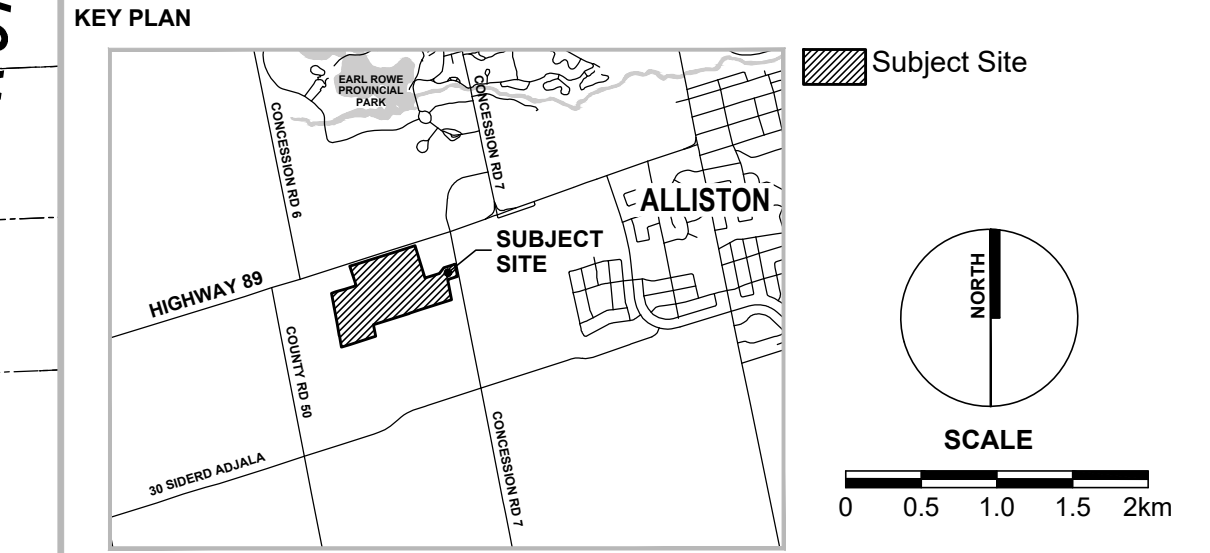 KEY PLAN
EARL ROWE
PROVINCIAL
PARK
CONCESSION RD 6
CONCESSION RD 7
ALLISTON
SUBJECT
SITE
HIGHWAY 89
COUNTY RD 50
30 SIDERD ADJALA
CONCESSION RD 7
Subject Site
NORTH
SCALE
0 0.5 1.0 1.5 2km